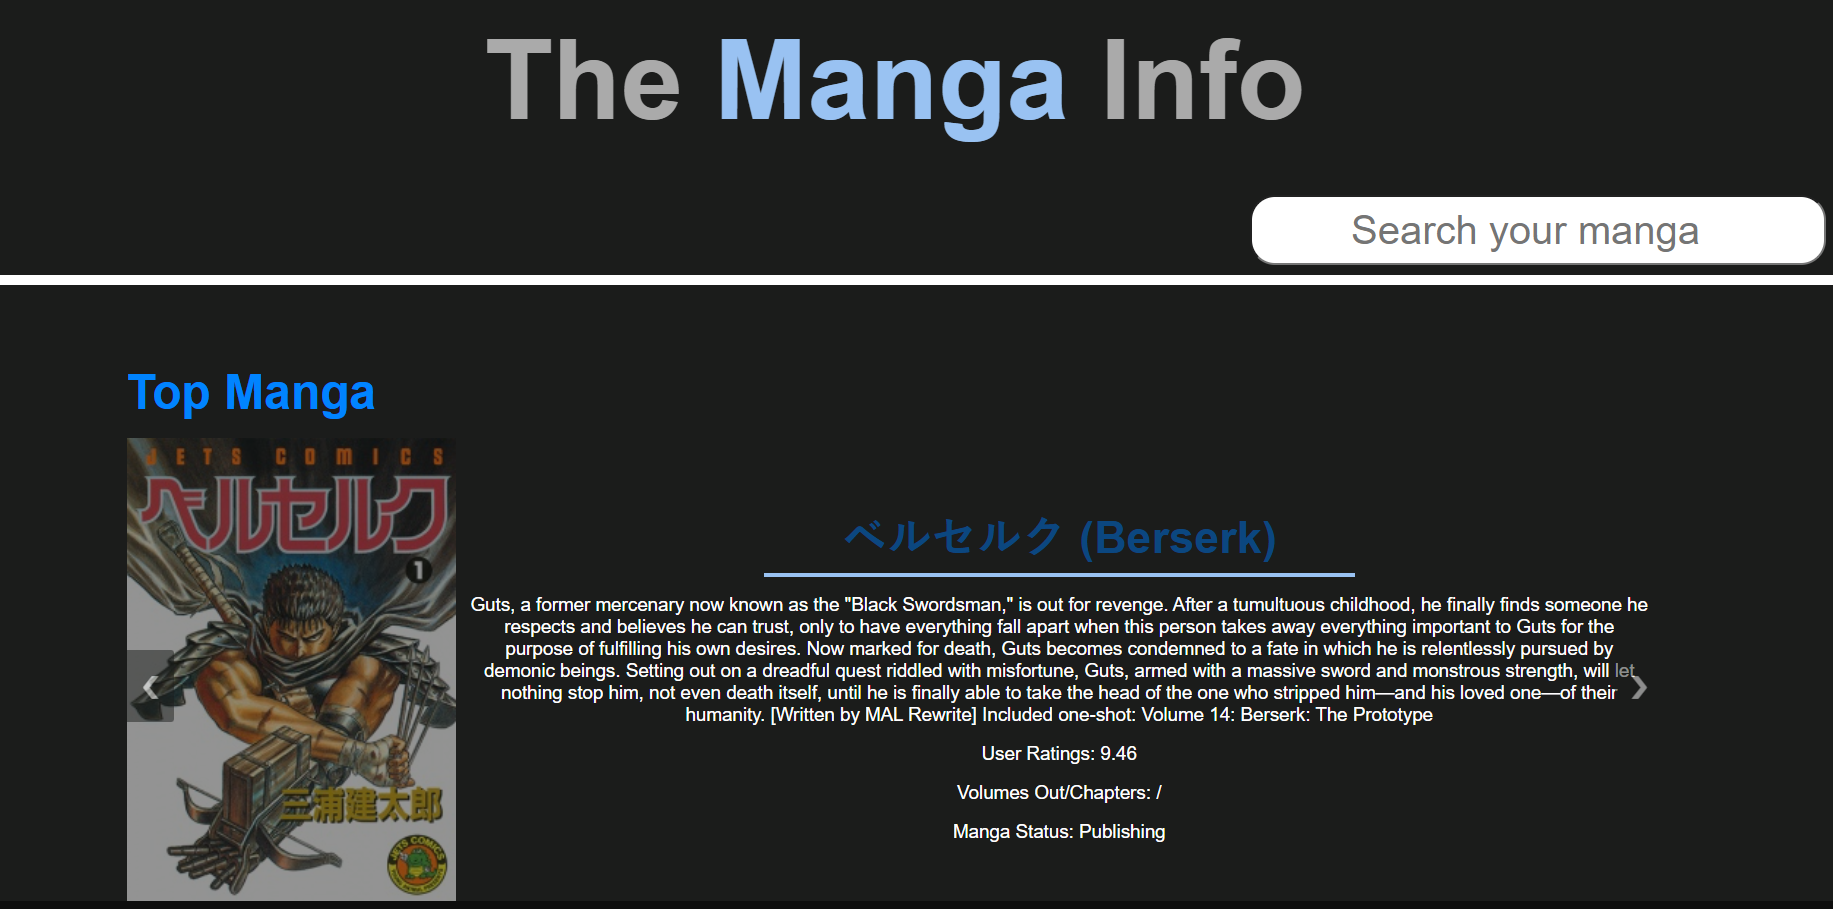 The Manga Info
Search your manga
Top Manga
JETS COMICS
ベルセルク
1
三浦建太郎
JETS COMICS
ベルセルク (Berserk)
Guts, a former mercenary now known as the "Black Swordsman," is out for revenge. After a tumultuous childhood, he finally finds someone he
respects and believes he can trust, only to have everything fall apart when this person takes away everything important to Guts for the
purpose of fulfilling his own desires. Now marked for death, Guts becomes condemned to a fate in which he is relentlessly pursued by
demonic beings. Setting out on a dreadful quest riddled with misfortune, Guts, armed with a massive sword and monstrous strength, will let
nothing stop him, not even death itself, until he is finally able to take the head of the one who stripped him—and his loved one—of their
humanity. [Written by MAL Rewrite] Included one-shot: Volume 14: Berserk: The Prototype
User Ratings: 9.46
Volumes Out/Chapters: /
Manga Status: Publishing